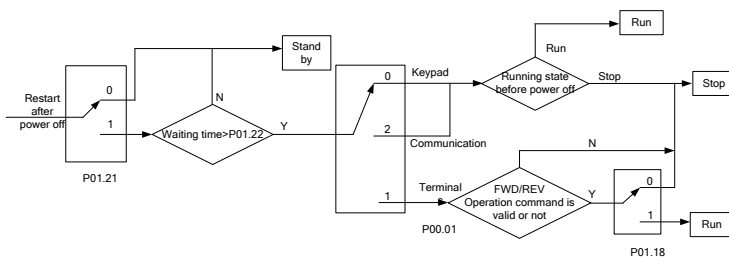 Run
Run
Stand
by
0
Keypad
Running state
before power off
Stop
Stop
Restart
after
power off
0
1
N
Waiting time>P01.22
Y
2
Communication
N
P01.21
1
Terminal
s
FWD/REV
Operation command is
valid or not
Y
0
1
Run
P00.01
P01.18